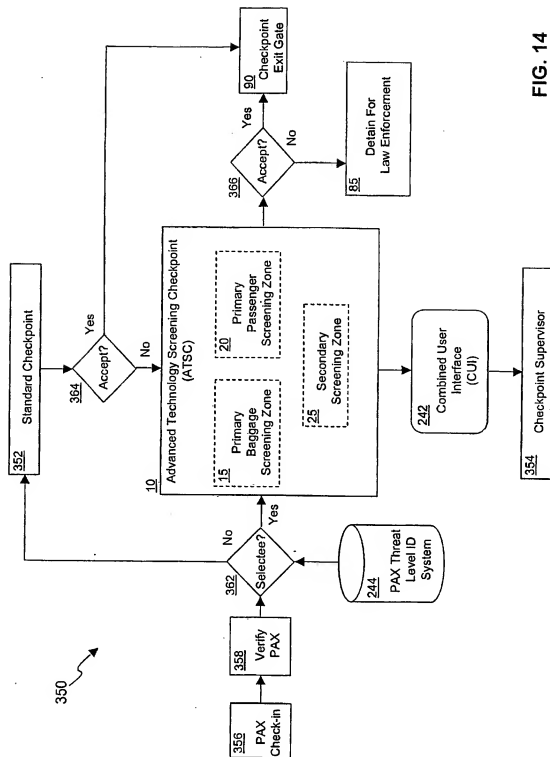 350
356
PAX
Check-in
358
Verify
PAX
362
Selectee?
No
Yes
244
PAX Threat
Level ID
System
352
Standard Checkpoint
364
Accept?
Yes
No
10
Advanced Technology Screening Checkpoint
(ATSC)
15
Primary
Baggage
Screening Zone
20
Primary
Passenger
Screening Zone
25
Secondary
Screening Zone
242
Combined User
Interface
(CUI)
354
Checkpoint Supervisor
366
Accept?
Yes
No
90
Checkpoint
Exit Gate
85
Detain For
Law Enforcement
FIG. 14